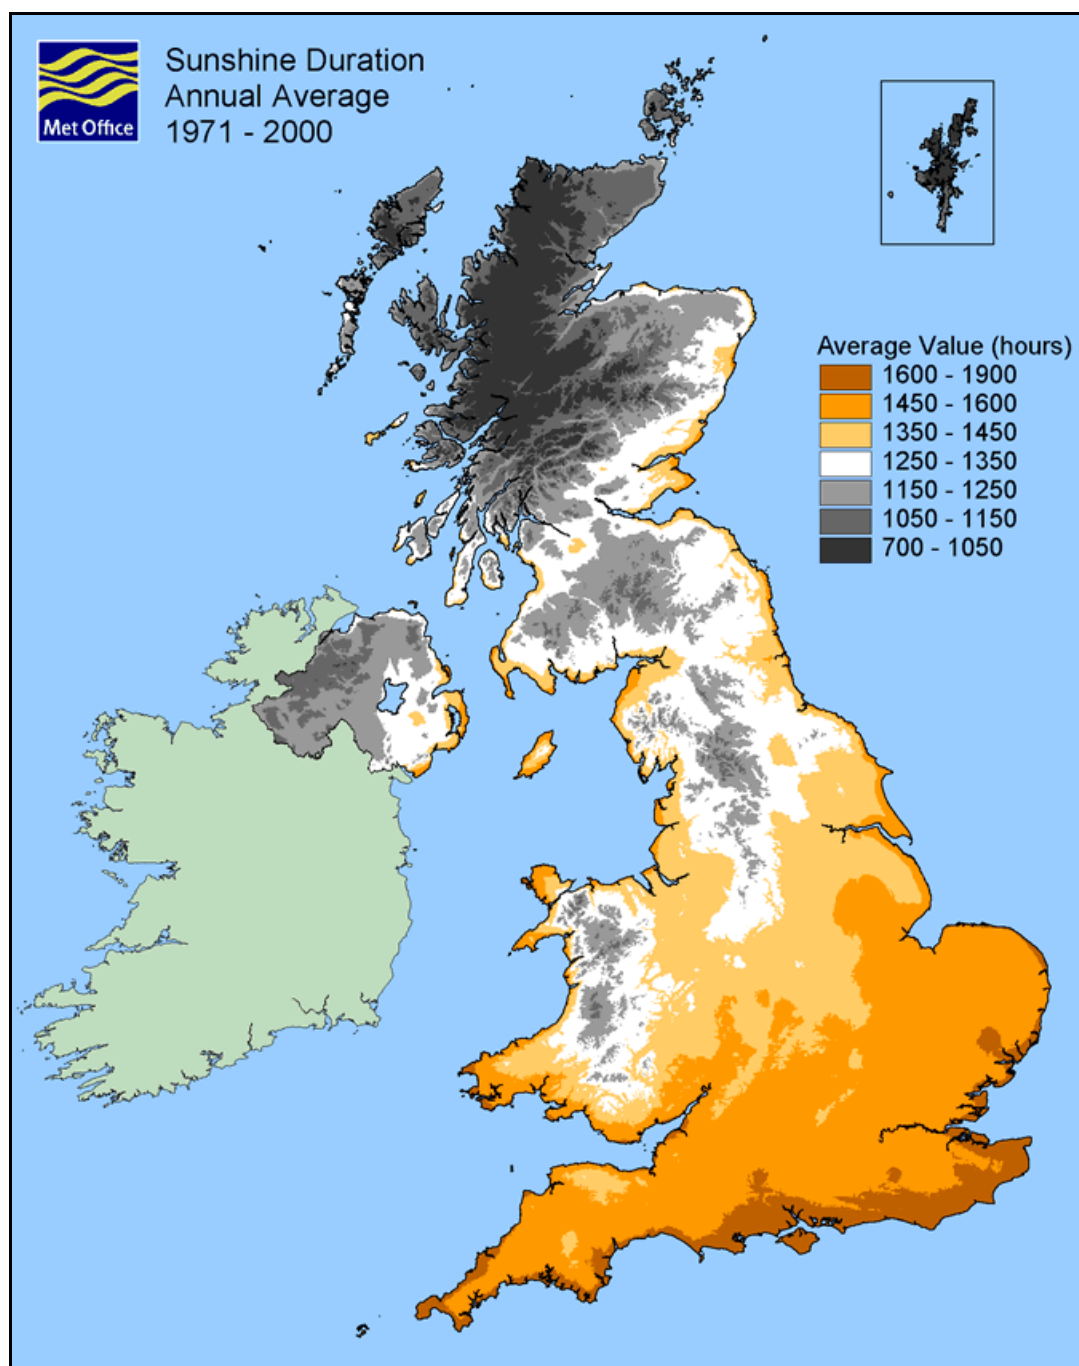 Met Office
Sunshine Duration
Annual Average
1971 - 2000
Average Value (hours)
1600 - 1900
1450 - 1600
1350 - 1450
1250 - 1350
1150 - 1250
1050 - 1150
700 - 1050